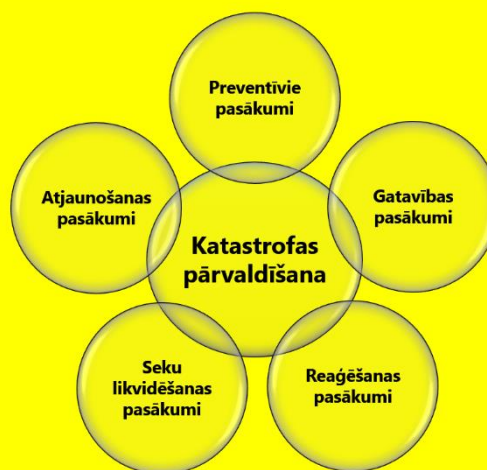 Preventīvie
pasākumi
Gatavības
pasākumi
Reaģēšanas
pasākumi
Seku
likvidēšanas
pasākumi
Atjaunošanas
pasākumi
Katastrofas
pārvaldīšana